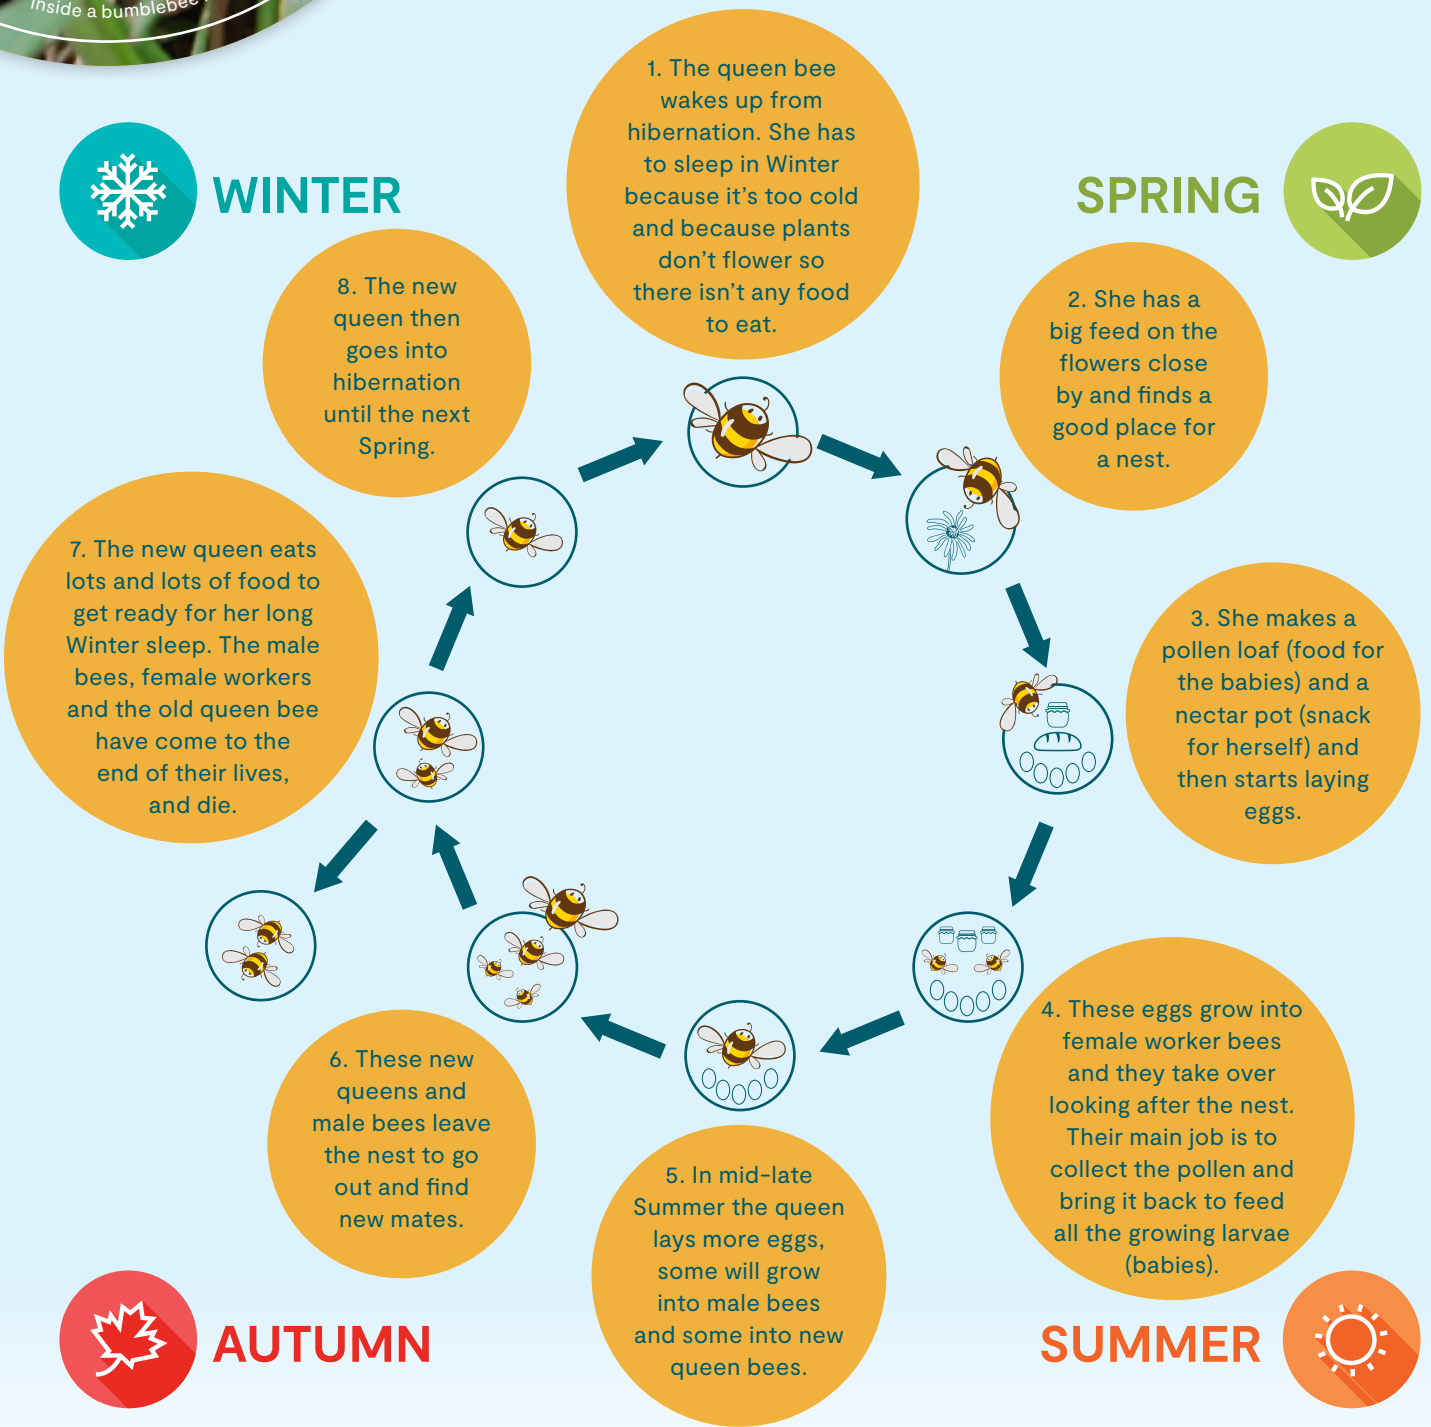 Inside a bumblebee
WINTER
SPRING
1. The queen bee
wakes up from
hibernation. She has
to sleep in Winter
because it's too cold
and because plants
don't flower so
there isn't any food
to eat.
2. She has a
big feed on the
flowers close
by and finds a
good place for
a nest.
3. She makes a
pollen loaf (food for
the babies) and a
nectar pot (snack
for herself) and
then starts laying
eggs.
4. These eggs grow into
female worker bees
and they take over
looking after the nest.
Their main job is to
collect the pollen and
bring it back to feed
all the growing larvae
(babies).
5. In mid-late
Summer the queen
lays more eggs,
some will grow
into male bees
and some into new
queen bees.
6. These new
queens and
male bees leave
the nest to go
out and find
new mates.
7. The new queen eats
lots and lots of food to
get ready for her long
Winter sleep. The male
bees, female workers
and the old queen bee
have come to the
end of their lives,
and die.
8. The new
queen then
goes into
hibernation
until the next
Spring.
AUTUMN
SUMMER